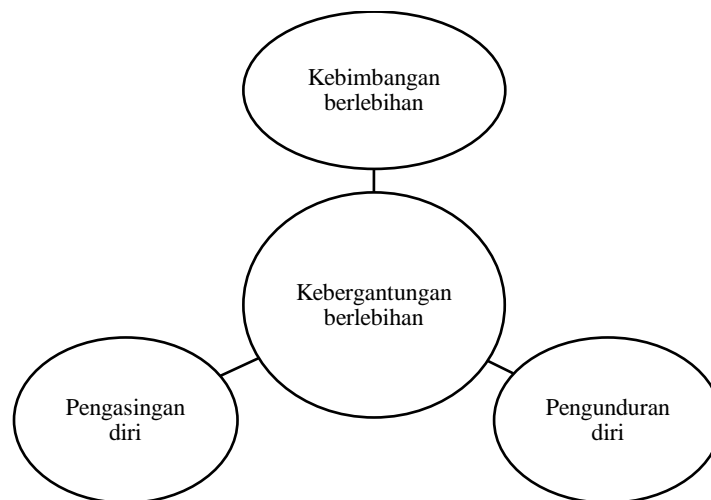 Kebimbangan
berlebihan
Kebergantungan
berlebihan
Pengasingan
diri
Pengunduran
diri